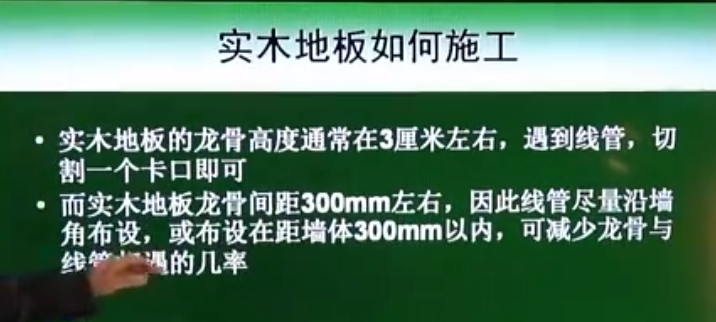 实木地板如何施工
• 实木地板的龙骨高度通常在3厘米左右，遇到线管，切
割一个卡口即可
• 而实木地板龙骨间距300mm左右，因此线管尽量沿墙
角布设，或布设在距墙体300mm以内，可减少龙骨与
线管遇的几率